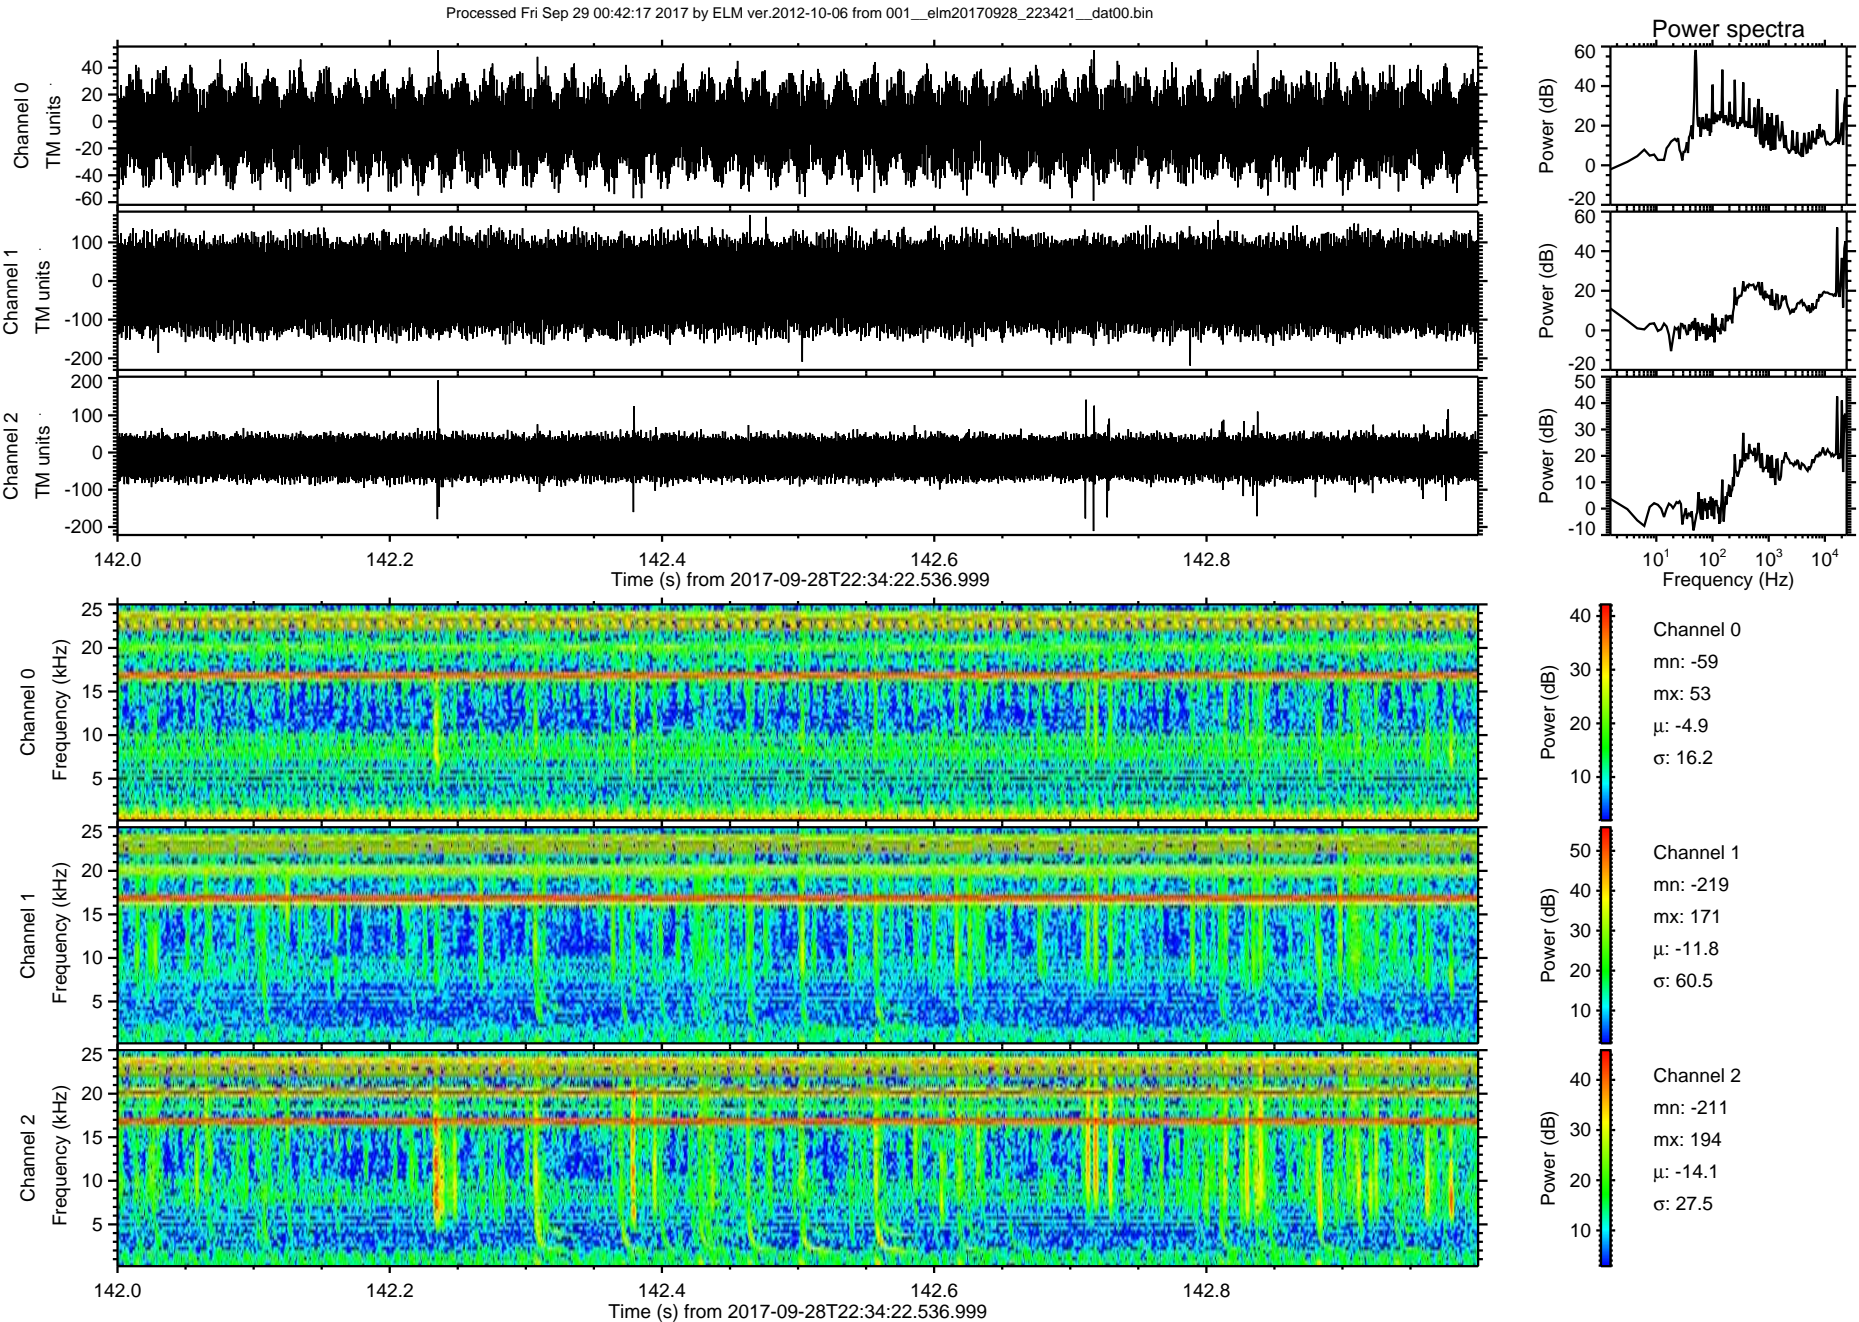 Processed Fri Sep 29 00:42:17 2017 by ELM ver.2012-10-06 from 001__elm20170928_223421__dat00.bin
Power spectra
Channel 0
TM units
40
20
0
-20
-40
-60
Power (dB)
60
40
20
0
-20
Channel 1
TM units
100
0
-100
-200
Power (dB)
60
40
20
0
-20
Channel 2
TM units
200
100
0
-100
-200
Power (dB)
50
40
30
20
10
0
-10
142.0
142.2
142.4
142.6
142.8
Time (s) from 2017-09-28T22:34:22.536.999
10^1
10^2
10^3
10^4
Frequency (Hz)
Channel 0
Frequency (kHz)
25
20
15
10
5
Power (dB)
40
30
20
10
Channel 0
mn: -59
mx: 53
μ: -4.9
σ: 16.2
Channel 1
Frequency (kHz)
25
20
15
10
5
Power (dB)
50
40
30
20
10
Channel 1
mn: -219
mx: 171
μ: -11.8
σ: 60.5
Channel 2
Frequency (kHz)
25
20
15
10
5
Power (dB)
40
30
20
10
Channel 2
mn: -211
mx: 194
μ: -14.1
σ: 27.5
142.0
142.2
142.4
142.6
142.8
Time (s) from 2017-09-28T22:34:22.536.999